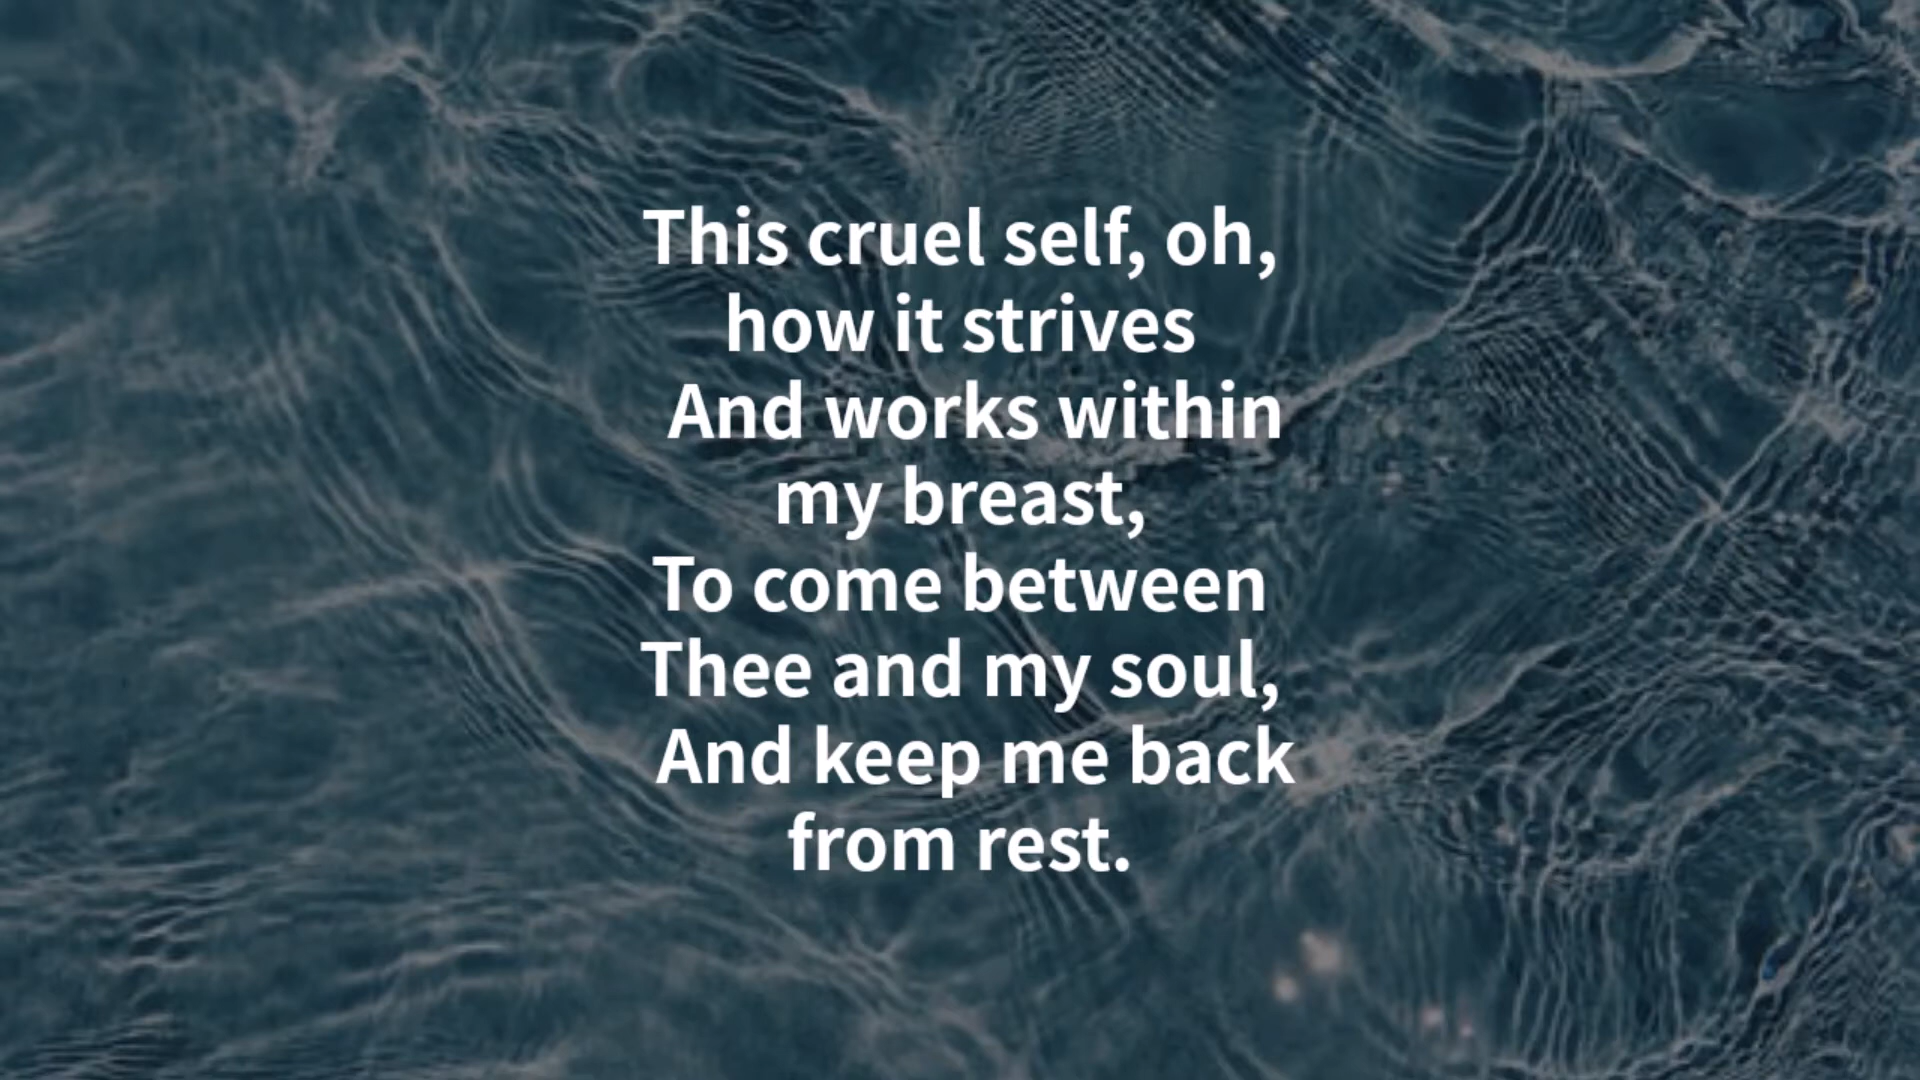 This cruel self, oh,
how it strives
And works within
my breast,
To come between
Thee and my soul,
And keep me back
from rest.